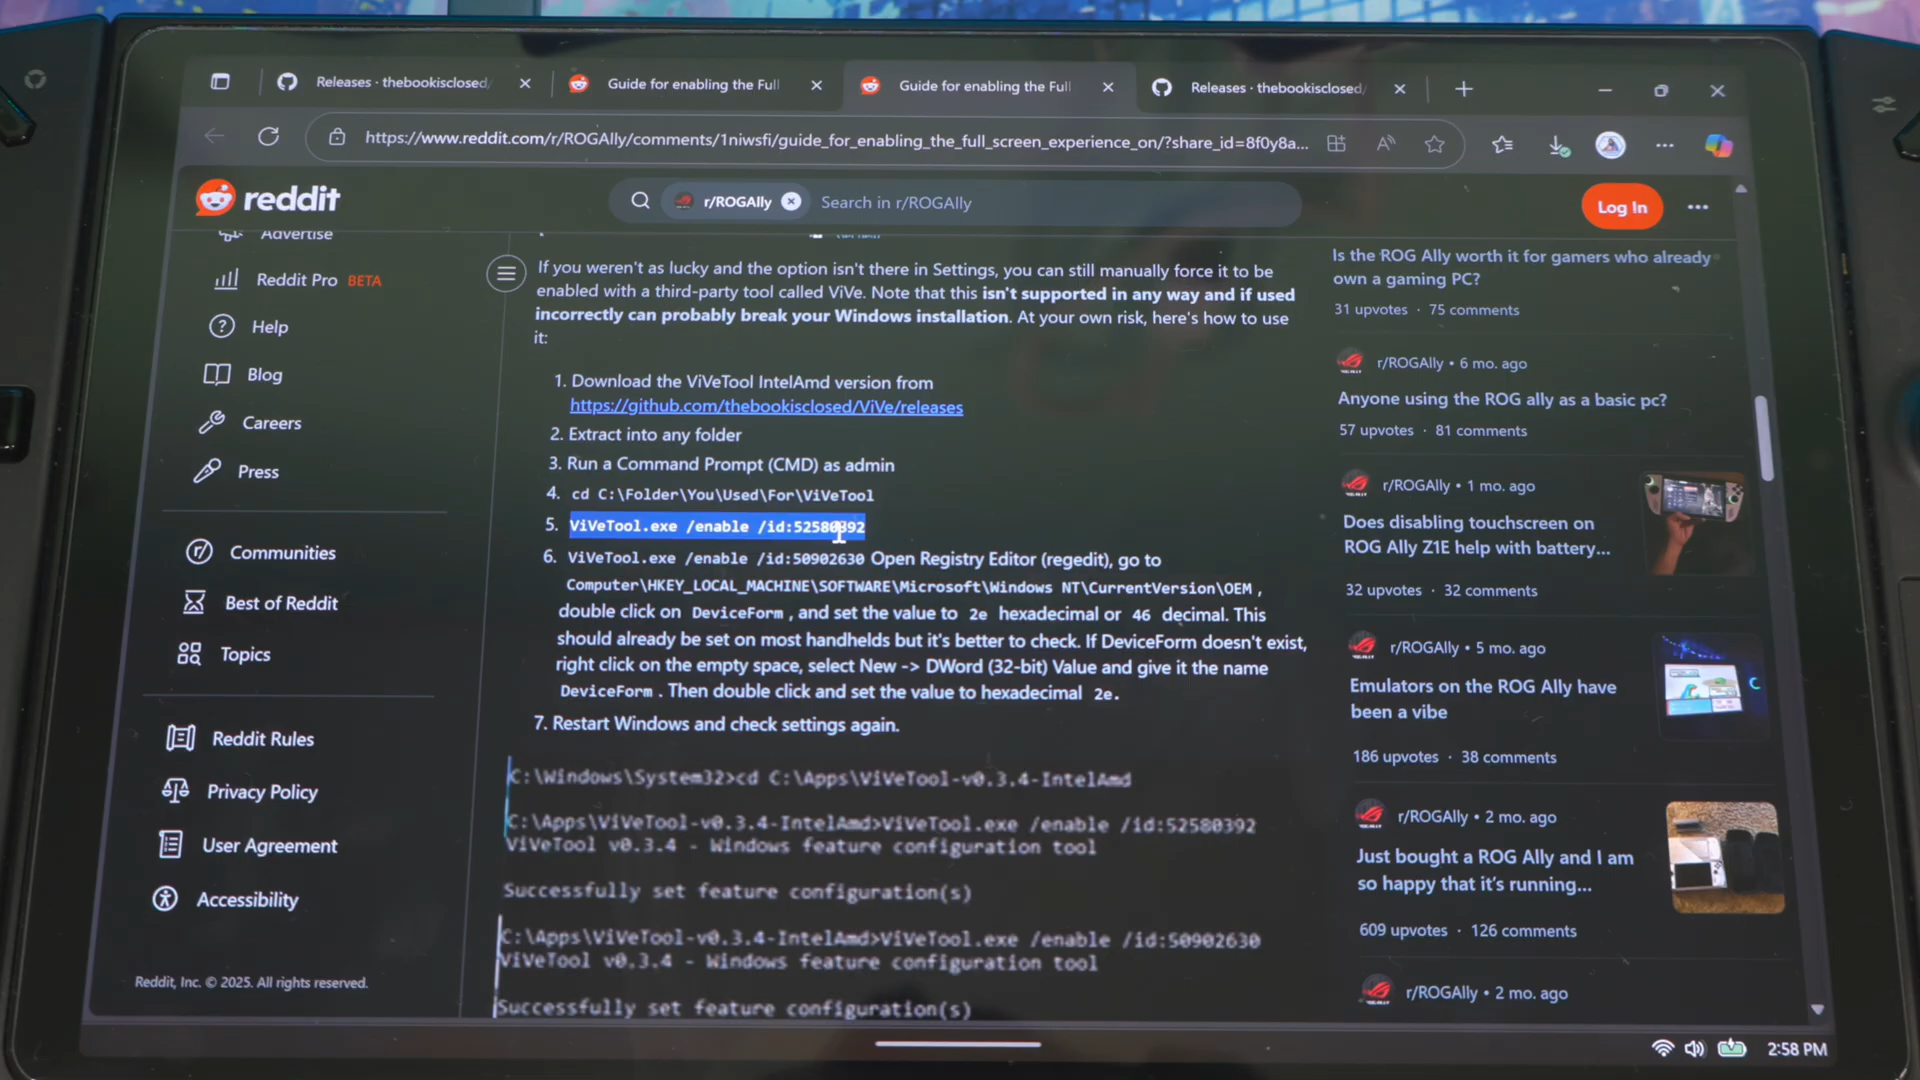 Releases · thebookisclosed/
Guide for enabling the Full
Guide for enabling the Full
Releases · thebookisclosed/
https://www.reddit.com/r/ROGAlly/comments/1niwsfi/guide_for_enabling_the_full_screen_experience_on/?share_id=8f0y8a...
reddit
r/ROGAlly
Search in r/ROGAlly
Log In
Advertise
Reddit Pro BETA
Help
Blog
Careers
Press
Communities
Best of Reddit
Topics
Reddit Rules
Privacy Policy
User Agreement
Accessibility
Reddit, Inc. © 2025. All rights reserved.
If you weren't as lucky and the option isn't there in Settings, you can still manually force it to be
enabled with a third-party tool called ViVe. Note that this isn't supported in any way and if used
incorrectly can probably break your Windows installation. At your own risk, here's how to use
it:
1. Download the ViVeTool IntelAmd version from
https://github.com/thebookisclosed/ViVe/releases
2. Extract into any folder
3. Run a Command Prompt (CMD) as admin
4. cd C:\Folder\You\Used\For\ViVeTool
5. ViVeTool.exe /enable /id:52580392
6. ViVeTool.exe /enable /id:50902630 Open Registry Editor (regedit), go to
Computer\HKEY_LOCAL_MACHINE\SOFTWARE\Microsoft\Windows NT\CurrentVersion\OEM ,
double click on DeviceForm , and set the value to 2e hexadecimal or 46 decimal. This
should already be set on most handhelds but it's better to check. If DeviceForm doesn't exist,
right click on the empty space, select New -> DWord (32-bit) Value and give it the name
DeviceForm . Then double click and set the value to hexadecimal 2e.
7. Restart Windows and check settings again.
C:\Windows\System32>cd C:\Apps\ViVeTool-v0.3.4-IntelAmd
C:\Apps\ViVeTool-v0.3.4-IntelAmd>ViVeTool.exe /enable /id:52580392
ViVeTool v0.3.4 - Windows feature configuration tool
Successfully set feature configuration(s)
C:\Apps\ViVeTool-v0.3.4-IntelAmd>ViVeTool.exe /enable /id:50902630
ViVeTool v0.3.4 - Windows feature configuration tool
Successfully set feature configuration(s)
Is the ROG Ally worth it for gamers who already
own a gaming PC?
31 upvotes · 75 comments
r/ROGAlly • 6 mo. ago
Anyone using the ROG ally as a basic pc?
57 upvotes · 81 comments
r/ROGAlly • 1 mo. ago
Does disabling touchscreen on
ROG Ally Z1E help with battery...
32 upvotes · 32 comments
r/ROGAlly • 5 mo. ago
Emulators on the ROG Ally have
been a vibe
186 upvotes · 38 comments
r/ROGAlly • 2 mo. ago
Just bought a ROG Ally and I am
so happy that it's running...
609 upvotes · 126 comments
r/ROGAlly • 2 mo. ago
2:58 PM